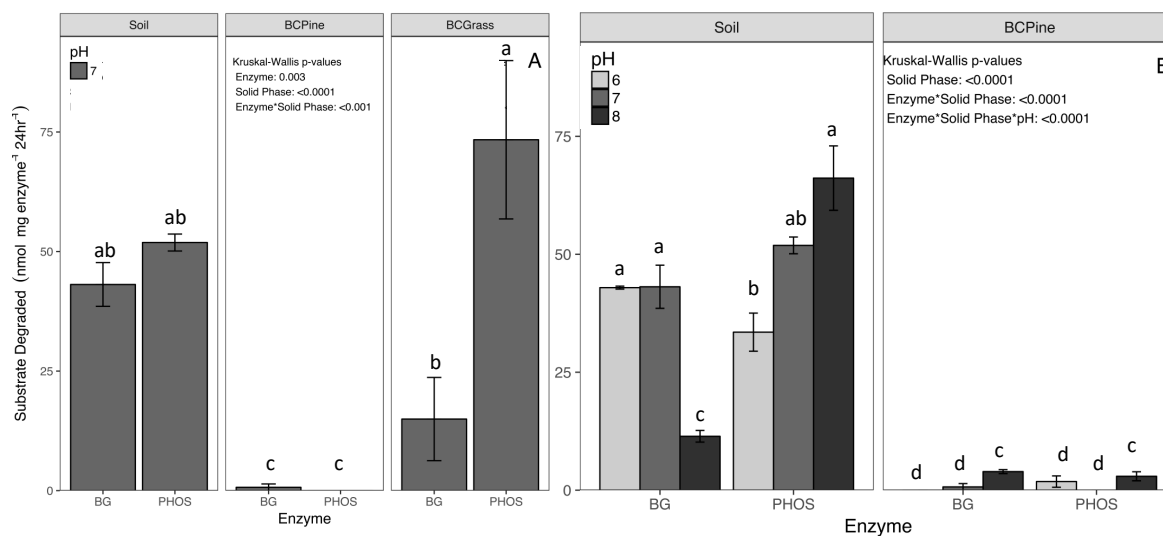 Soil
BCPine
BCGrass
pH
7
Kruskal-Wallis p-values
Enzyme: 0.003
Solid Phase: <0.0001
Enzyme*Solid Phase: <0.001
A
a
ab
ab
b
c
c
75
50
25
0
Substrate Degraded (nmol mg enzyme⁻¹ 24hr⁻¹)
BG
PHOS
BG
PHOS
BG
PHOS
Enzyme
Soil
BCPine
pH
6
7
8
Kruskal-Wallis p-values
Solid Phase: <0.0001
Enzyme*Solid Phase: <0.0001
Enzyme*Solid Phase*pH: <0.0001
a
a
c
b
ab
a
d
d
c
d
d
c
75
50
25
0
BG
PHOS
BG
PHOS
Enzyme